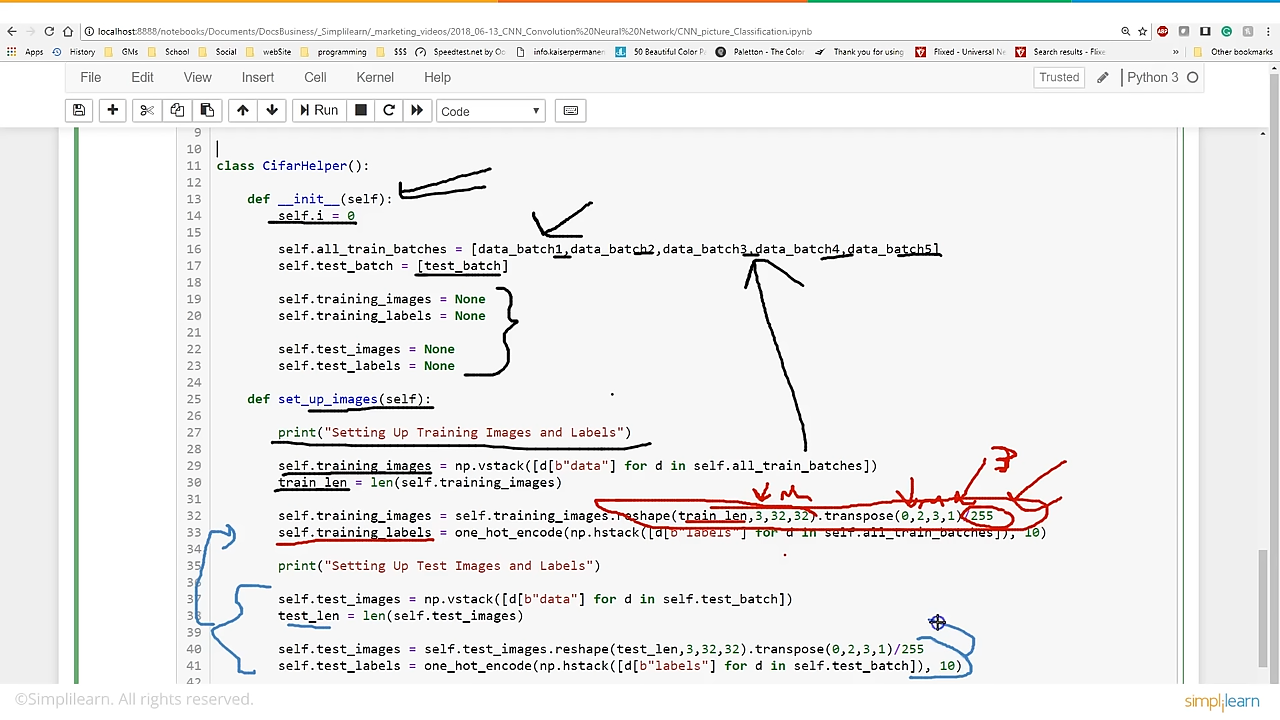 localhost:8888/notebooks/Documents/DocsBusiness/_Simplilearn/_marketing_videos/2019_06-13_CNN_Convolution%20Neural%20Network/CNN_picture_Classification.ipynb
Apps History GMs School Social webSite programming $$$ Speedtest.net by Oo info.kaiserperman 50 Beautiful Color P Paletton - The Color Thank you for using Flixed - Universal Ne Search results - Flixe » Other bookmarks
File Edit View Insert Cell Kernel Help Trusted Python 3
Run Code
9
10
11 class CifarHelper():
12
13 def __init__(self):
14 self.i = 0
15
16 self.all_train_batches = [data_batch1,data_batch2,data_batch3,data_batch4,data_batch5]
17 self.test_batch = [test_batch]
18
19 self.training_images = None
20 self.training_labels = None
21
22 self.test_images = None
23 self.test_labels = None
24
25 def set_up_images(self):
26
27 print("Setting Up Training Images and Labels")
28
29 self.training_images = np.vstack([d[b"data"] for d in self.all_train_batches])
30 train_len = len(self.training_images)
31
32 self.training_images = self.training_images.reshape(train_len,3,32,32).transpose(0,2,3,1)/255
33 self.training_labels = one_hot_encode(np.hstack([d[b"labels"] for d in self.all_train_batches]), 10)
34
35 print("Setting Up Test Images and Labels")
36
37 self.test_images = np.vstack([d[b"data"] for d in self.test_batch])
38 test_len = len(self.test_images)
39
40 self.test_images = self.test_images.reshape(test_len,3,32,32).transpose(0,2,3,1)/255
41 self.test_labels = one_hot_encode(np.hstack([d[b"labels"] for d in self.test_batch]), 10)
42
©Simplilearn. All rights reserved.
simplilearn